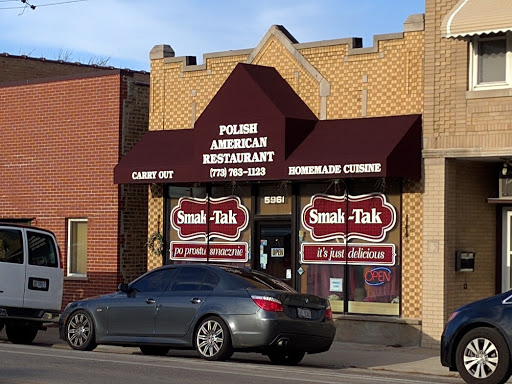 POLISH
AMERICAN
RESTAURANT
(773) 763-1123
CARRY OUT
HOMEMADE CUISINE
5961
Smak-Tak
Smak-Tak
po prostu smacznie
it's just delicious
OPEN
OPEN